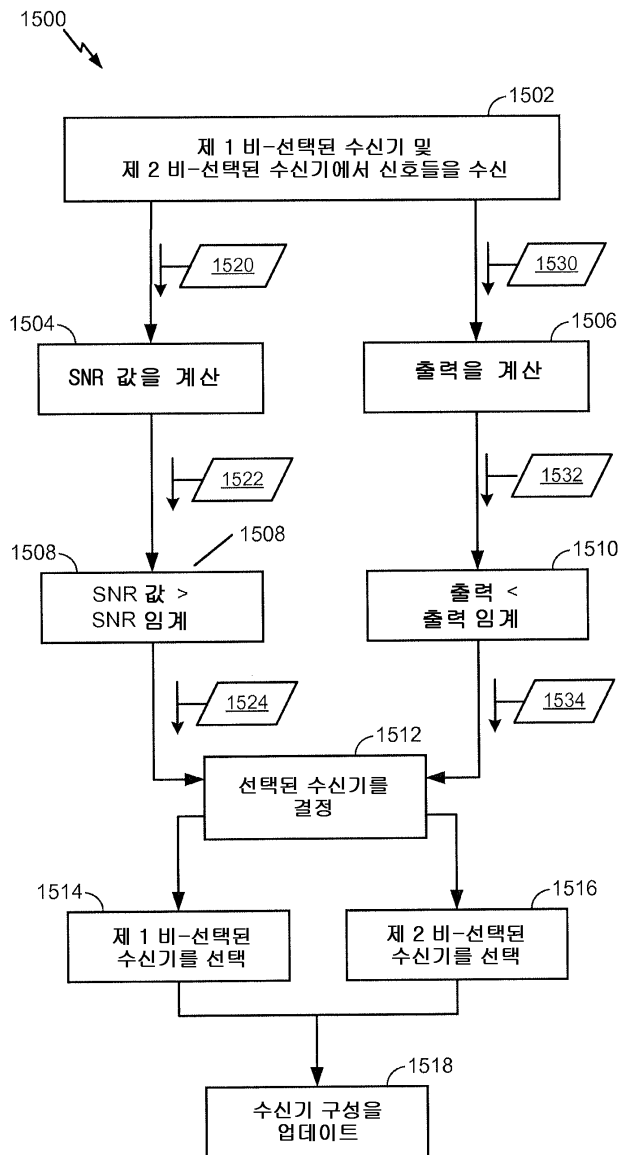 1500
1502
제 1 비-선택된 수신기 및
제 2 비-선택된 수신기에서 신호들을 수신
1520
1530
1504
SNR 값을 계산
1506
출력을 계산
1522
1532
1508
1508
SNR 값 >
SNR 임계
1510
출력 <
출력 임계
1524
1534
1512
선택된 수신기를
결정
1514
제 1 비-선택된
수신기를 선택
1516
제 2 비-선택된
수신기를 선택
1518
수신기 구성을
업데이트